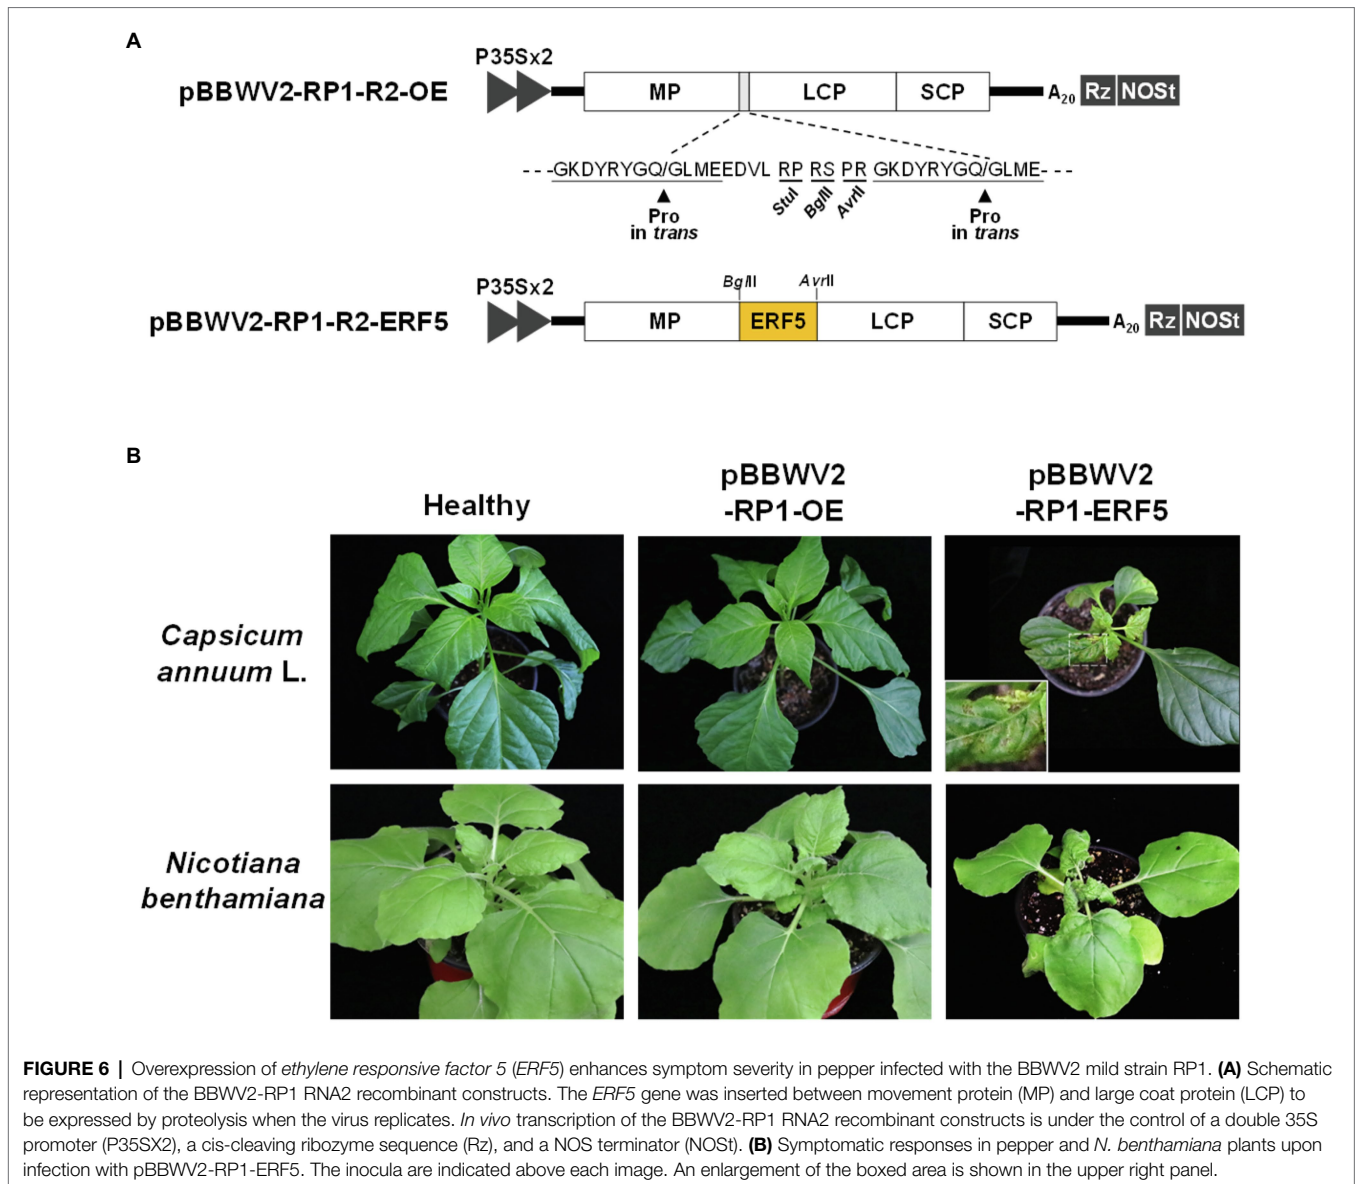 A
P35Sx2
pBBWV2-RP1-R2-OE
MP LCP SCP A20 Rz NOSt
---GKDYRYGQ/GLMEEDVL RP RS PR GKDYRYGQ/GLME---
StuI BglII AvrII
Pro
in trans
Pro
in trans
P35Sx2
BglII AvrII
pBBWV2-RP1-R2-ERF5
MP ERF5 LCP SCP A20 Rz NOSt
B
Healthy
pBBWV2
-RP1-OE
pBBWV2
-RP1-ERF5
Capsicum
annuum L.
Nicotiana
benthamiana
FIGURE 6 | Overexpression of ethylene responsive factor 5 (ERF5) enhances symptom severity in pepper infected with the BBWV2 mild strain RP1. (A) Schematic
representation of the BBWV2-RP1 RNA2 recombinant constructs. The ERF5 gene was inserted between movement protein (MP) and large coat protein (LCP) to
be expressed by proteolysis when the virus replicates. In vivo transcription of the BBWV2-RP1 RNA2 recombinant constructs is under the control of a double 35S
promoter (P35SX2), a cis-cleaving ribozyme sequence (Rz), and a NOS terminator (NOSt). (B) Symptomatic responses in pepper and N. benthamiana plants upon
infection with pBBWV2-RP1-ERF5. The inocula are indicated above each image. An enlargement of the boxed area is shown in the upper right panel.